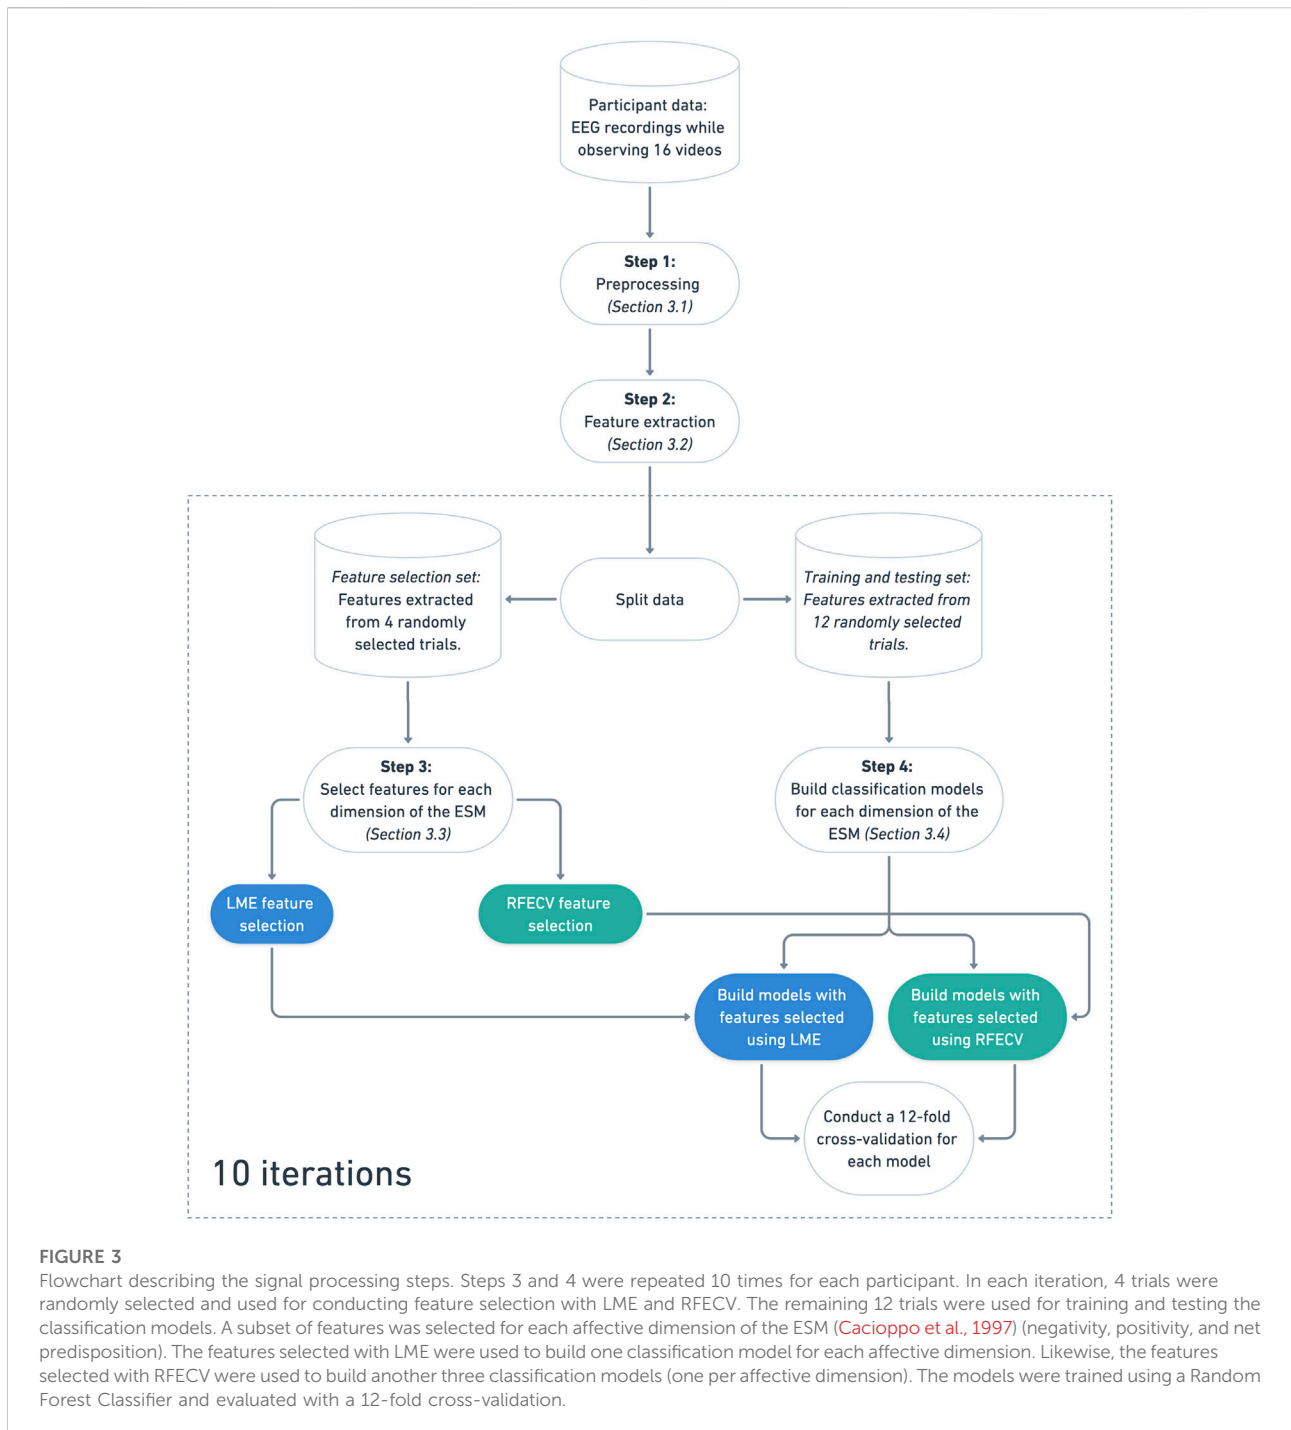 Participant data:
EEG recordings while
observing 16 videos
Step 1:
Preprocessing
(Section 3.1)
Step 2:
Feature extraction
(Section 3.2)
Feature selection set:
Features extracted
from 4 randomly
selected trials.
Split data
Training and testing set:
Features extracted from
12 randomly selected
trials.
Step 3:
Select features for each
dimension of the ESM
(Section 3.3)
Step 4:
Build classification models
for each dimension of the
ESM (Section 3.4)
LME feature
selection
RFECV feature
selection
Build models with
features selected
using LME
Build models with
features selected
using RFECV
Conduct a 12-fold
cross-validation for
each model
10 iterations
FIGURE 3
Flowchart describing the signal processing steps. Steps 3 and 4 were repeated 10 times for each participant. In each iteration, 4 trials were
randomly selected and used for conducting feature selection with LME and RFECV. The remaining 12 trials were used for training and testing the
classification models. A subset of features was selected for each affective dimension of the ESM (Cacioppo et al., 1997) (negativity, positivity, and net
predisposition). The features selected with LME were used to build one classification model for each affective dimension. Likewise, the features
selected with RFECV were used to build another three classification models (one per affective dimension). The models were trained using a Random
Forest Classifier and evaluated with a 12-fold cross-validation.